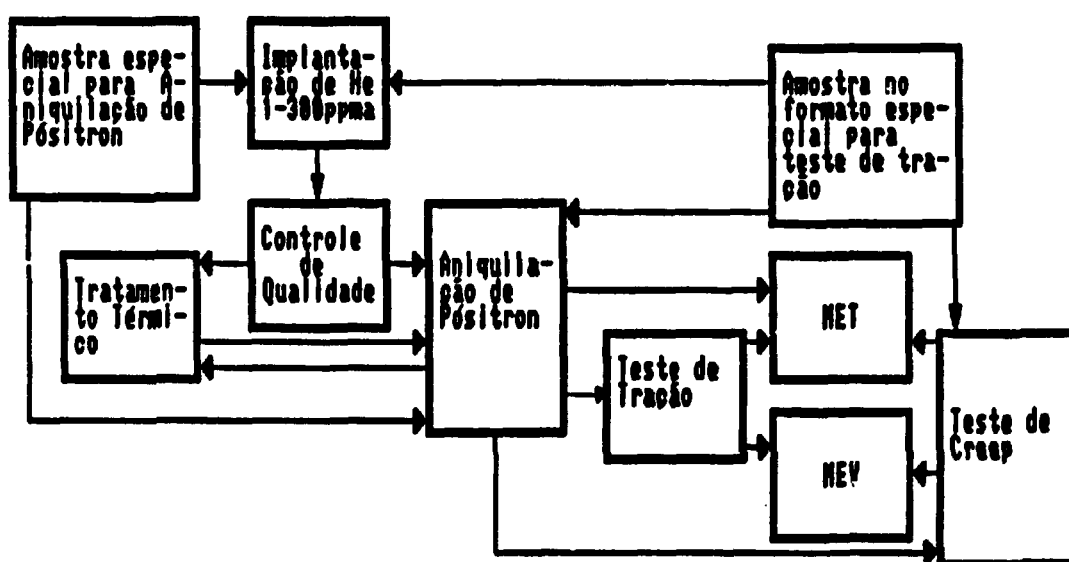 Amostra espe-
cial para A-
niquilação de
Pósitron
Implanta-
ção de He
1-300ppma
Amostra no
formato espe-
cial para
teste de tra-
ção
Controle
de
Qualidade
Aniquila-
ção de
Pósitron
Tratamen-
to Térmi-
co
MET
Teste de
Tração
MEV
Teste de
Creep